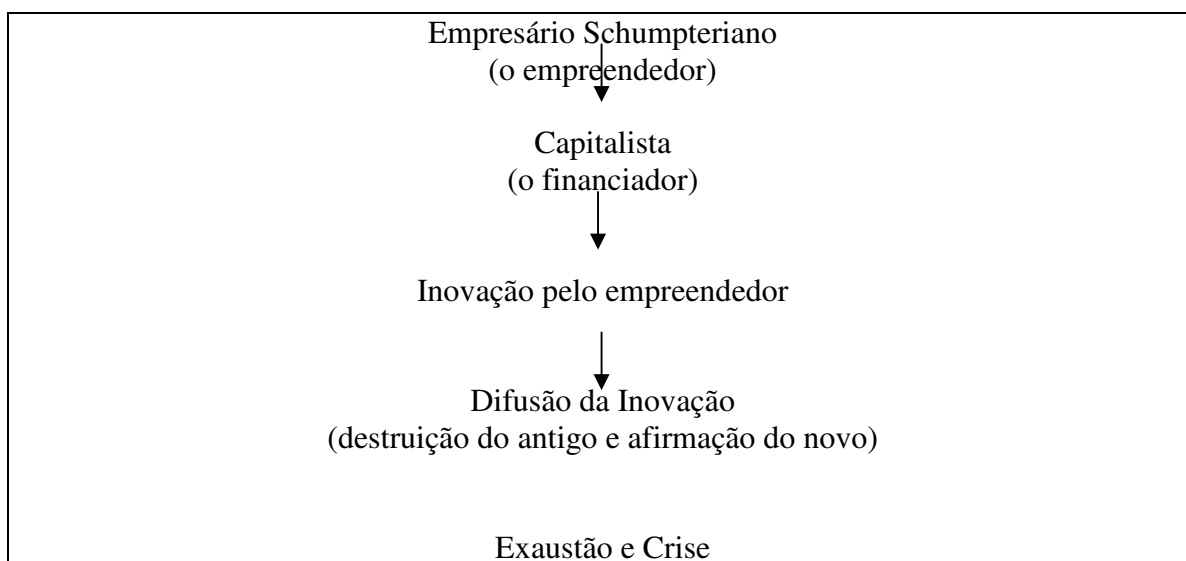 Empresário Schumpteriano
(o empreendedor)
Capitalista
(o financiador)
Inovação pelo empreendedor
Difusão da Inovação
(destruição do antigo e afirmação do novo)
Exaustão e Crise